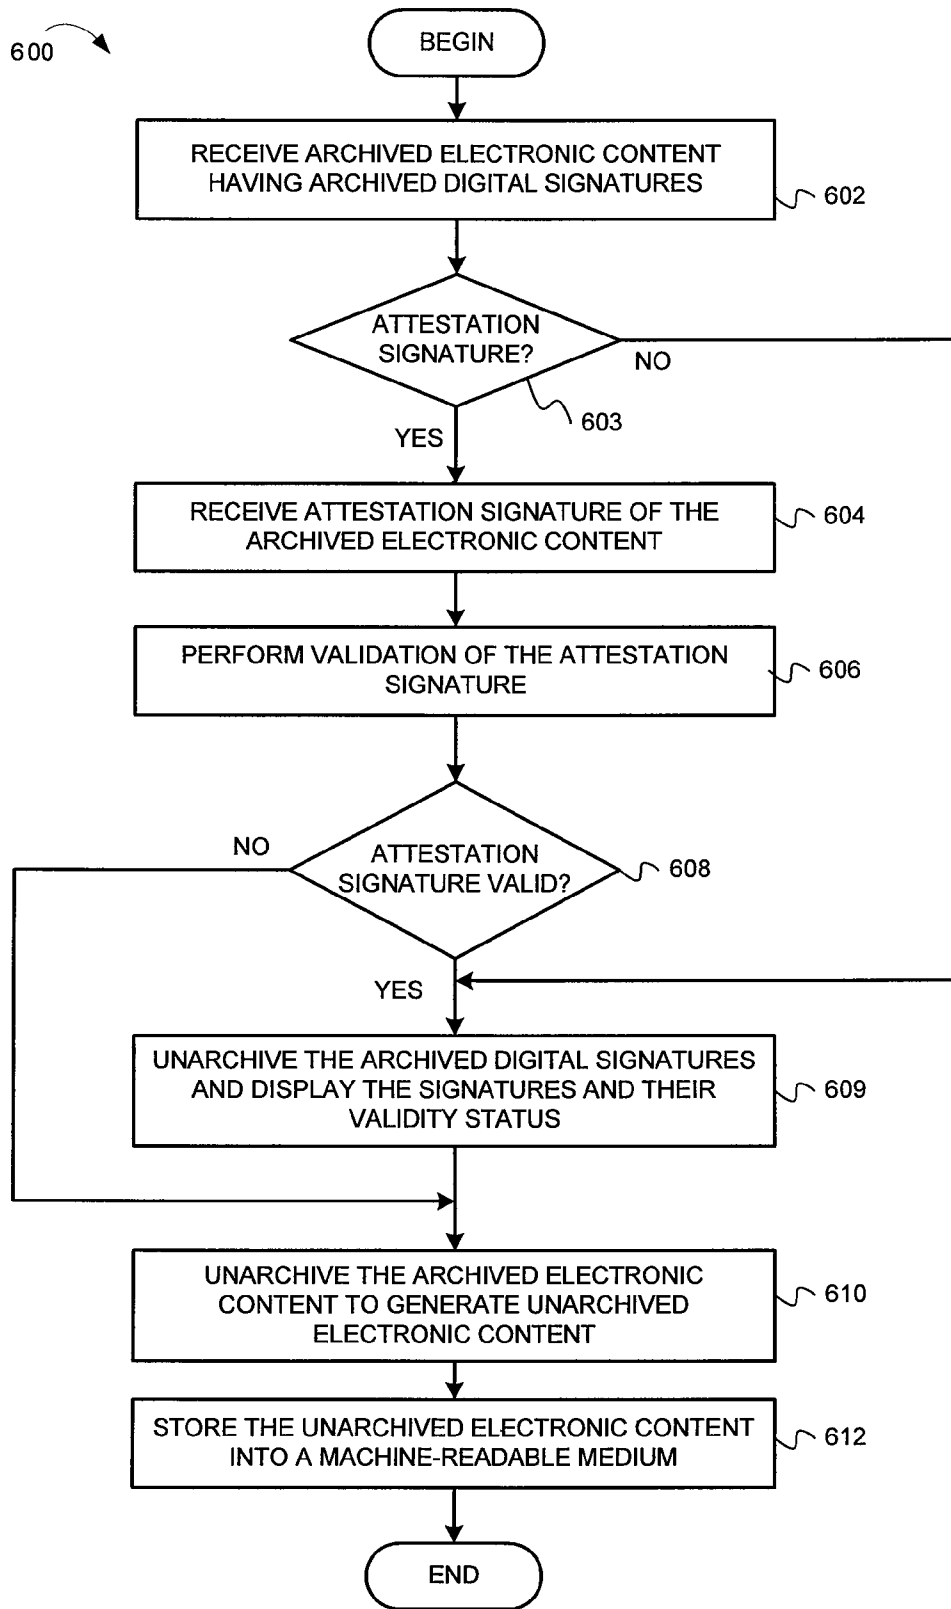 600
BEGIN
RECEIVE ARCHIVED ELECTRONIC CONTENT
HAVING ARCHIVED DIGITAL SIGNATURES
602
ATTESTATION
SIGNATURE?
NO
603
YES
RECEIVE ATTESTATION SIGNATURE OF THE
ARCHIVED ELECTRONIC CONTENT
604
PERFORM VALIDATION OF THE ATTESTATION
SIGNATURE
606
NO
ATTESTATION
SIGNATURE VALID?
608
YES
UNARCHIVE THE ARCHIVED DIGITAL SIGNATURES
AND DISPLAY THE SIGNATURES AND THEIR
VALIDITY STATUS
609
UNARCHIVE THE ARCHIVED ELECTRONIC
CONTENT TO GENERATE UNARCHIVED
ELECTRONIC CONTENT
610
STORE THE UNARCHIVED ELECTRONIC CONTENT
INTO A MACHINE-READABLE MEDIUM
612
END